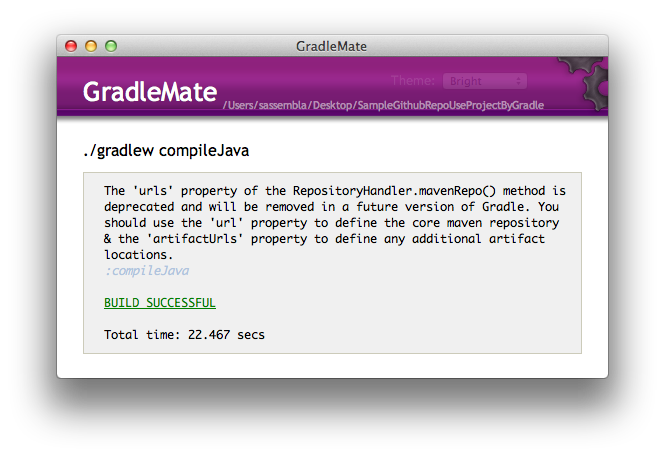 GradleMate
Theme: Bright
GradleMate /Users/sassembla/Desktop/SampleGithubRepoUseProjectByGradle
./gradlew compileJava
The 'urls' property of the RepositoryHandler.mavenRepo() method is
deprecated and will be removed in a future version of Gradle. You
should use the 'url' property to define the core maven repository
& the 'artifactUrls' property to define any additional artifact
locations.
:compileJava
BUILD SUCCESSFUL
Total time: 22.467 secs